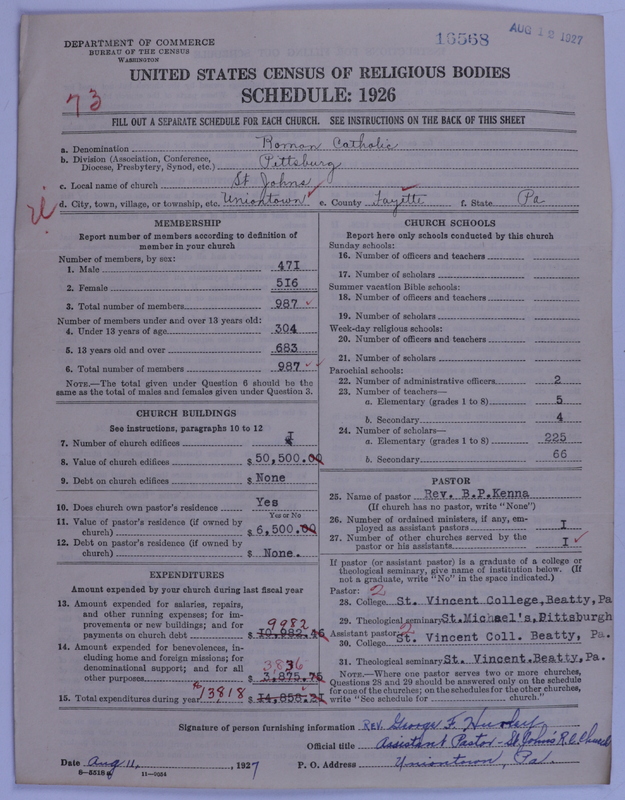 16568 AUG 12 1927
DEPARTMENT OF COMMERCE
BUREAU OF THE CENSUS
WASHINGTON
UNITED STATES CENSUS OF RELIGIOUS BODIES
SCHEDULE: 1926
73
FILL OUT A SEPARATE SCHEDULE FOR EACH CHURCH. SEE INSTRUCTIONS ON THE BACK OF THIS SHEET
a. Denomination Roman Catholic
b. Division (Association, Conference,
Diocese, Presbytery, Synod, etc.) Pittsburg
c. Local name of church St Johns
d. City, town, village, or township, etc. Uniontown e. County Fayette f. State Pa
MEMBERSHIP
Report number of members according to definition of
member in your church
Number of members, by sex:
1. Male 471
2. Female 516
3. Total number of members 987
Number of members under and over 13 years old:
4. Under 13 years of age 304
5. 13 years old and over 683
6. Total number of members 987
NOTE.—The total given under Question 6 should be the
same as the total of males and females given under Question 3.
CHURCH BUILDINGS
See instructions, paragraphs 10 to 12
7. Number of church edifices I
8. Value of church edifices $50,500.00
9. Debt on church edifices $ None
10. Does church own pastor's residence Yes
Yes or No
11. Value of pastor's residence (if owned by
church) $ 6,500.00
12. Debt on pastor's residence (if owned by
church) $ None.
EXPENDITURES
Amount expended by your church during last fiscal year
13. Amount expended for salaries, repairs,
and other running expenses; for im-
provements or new buildings; and for 9982
payments on church debt $ 10,982.46
14. Amount expended for benevolences, in-
cluding home and foreign missions; for
denominational support; and for all 3836
other purposes $ 3,875.75
15. Total expenditures during year 13818 $ 14,858.21
CHURCH SCHOOLS
Report here only schools conducted by this church
Sunday schools:
16. Number of officers and teachers
17. Number of scholars
Summer vacation Bible schools:
18. Number of officers and teachers
19. Number of scholars
Week-day religious schools:
20. Number of officers and teachers
21. Number of scholars
Parochial schools:
22. Number of administrative officers 2
23. Number of teachers—
a. Elementary (grades 1 to 8) 5
b. Secondary 4
24. Number of scholars—
a. Elementary (grades 1 to 8) 225
b. Secondary 66
PASTOR
25. Name of pastor Rev. B.P.Kenna
(If church has no pastor, write "None")
26. Number of ordained ministers, if any, em-
ployed as assistant pastors I
27. Number of other churches served by the
pastor or his assistants I
If pastor (or assistant pastor) is a graduate of a college or
theological seminary, give name of institution below. (If
not a graduate, write "No" in the space indicated.)
Pastor: 2
28. College St. Vincent College,Beatty,Pa
29. Theological seminary St.Michael's,Pittsburgh
Assistant pastor: 2
30. College St. Vincent Coll. Beatty, Pa.
31. Theological seminary St. Vincent.Beatty,Pa.
NOTE.—Where one pastor serves two or more churches,
Questions 28 and 29 should be answered only on the schedule
for one of the churches; on the schedules for the other churches,
write "See schedule for church."
Signature of person furnishing information Rev. George F.
Official title Assistant Pastor - St John's R.C. Church
Date Aug 11, 1927 P. O. Address Uniontown, Pa.
11—9554